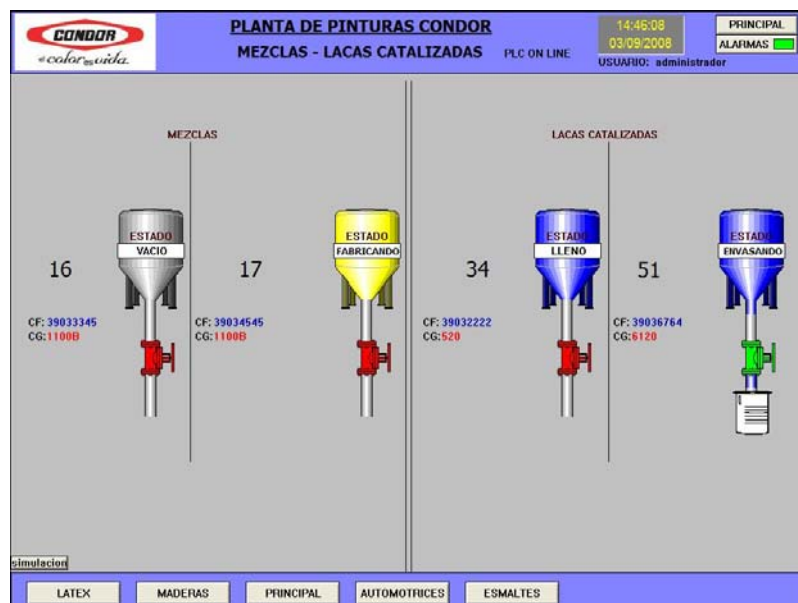 CONDOR
el color es vida.
PLANTA DE PINTURAS CONDOR
MEZCLAS - LACAS CATALIZADAS
PLC ON LINE
14:46:08
03/09/2008
USUARIO: administrador
PRINCIPAL
ALARMAS
MEZCLAS
LACAS CATALIZADAS
16
ESTADO
VACIO
CF: 39033345
CG:1100B
17
ESTADO
FABRICANDO
CF: 39034545
CG:1100B
34
ESTADO
LLENO
CF: 39032222
CG:520
51
ESTADO
ENVASANDO
CF: 39036764
CG:6120
simulacion
LATEX
MADERAS
PRINCIPAL
AUTOMOTRICES
ESMALTES